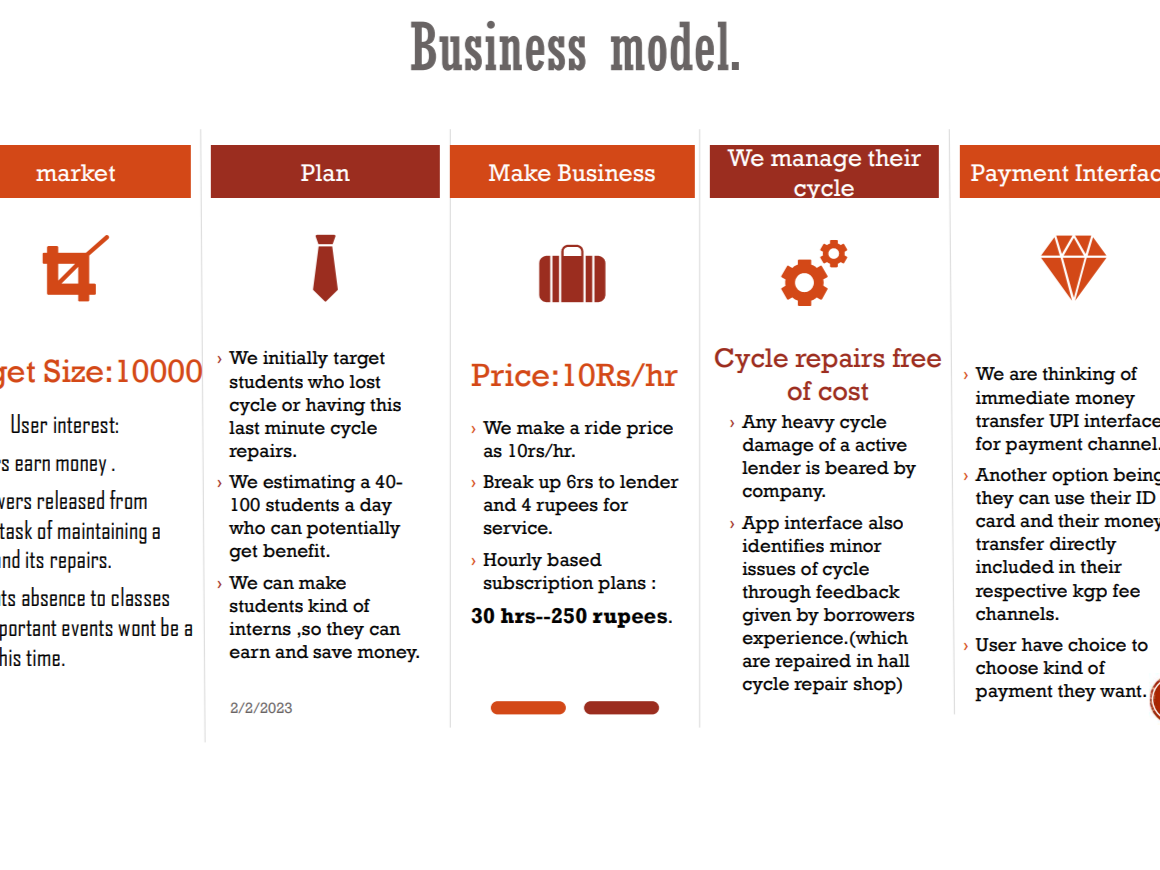 Business model.
market
get Size:10000
User interest:
rs earn money .
wers released from
task of maintaining a
nd its repairs.
ts absence to classes
portant events wont be a
his time.
Plan
› We initially target
students who lost
cycle or having this
last minute cycle
repairs.
› We estimating a 40-
100 students a day
who can potentially
get benefit.
› We can make
students kind of
interns ,so they can
earn and save money.
2/2/2023
Make Business
Price:10Rs/hr
› We make a ride price
as 10rs/hr.
› Break up 6rs to lender
and 4 rupees for
service.
› Hourly based
subscription plans :
30 hrs--250 rupees.
We manage their
cycle
Cycle repairs free
of cost
› Any heavy cycle
damage of a active
lender is beared by
company.
› App interface also
identifies minor
issues of cycle
through feedback
given by borrowers
experience.(which
are repaired in hall
cycle repair shop)
Payment Interfac
› We are thinking of
immediate money
transfer UPI interface
for payment channel.
› Another option being
they can use their ID
card and their money
transfer directly
included in their
respective kgp fee
channels.
› User have choice to
choose kind of
payment they want.